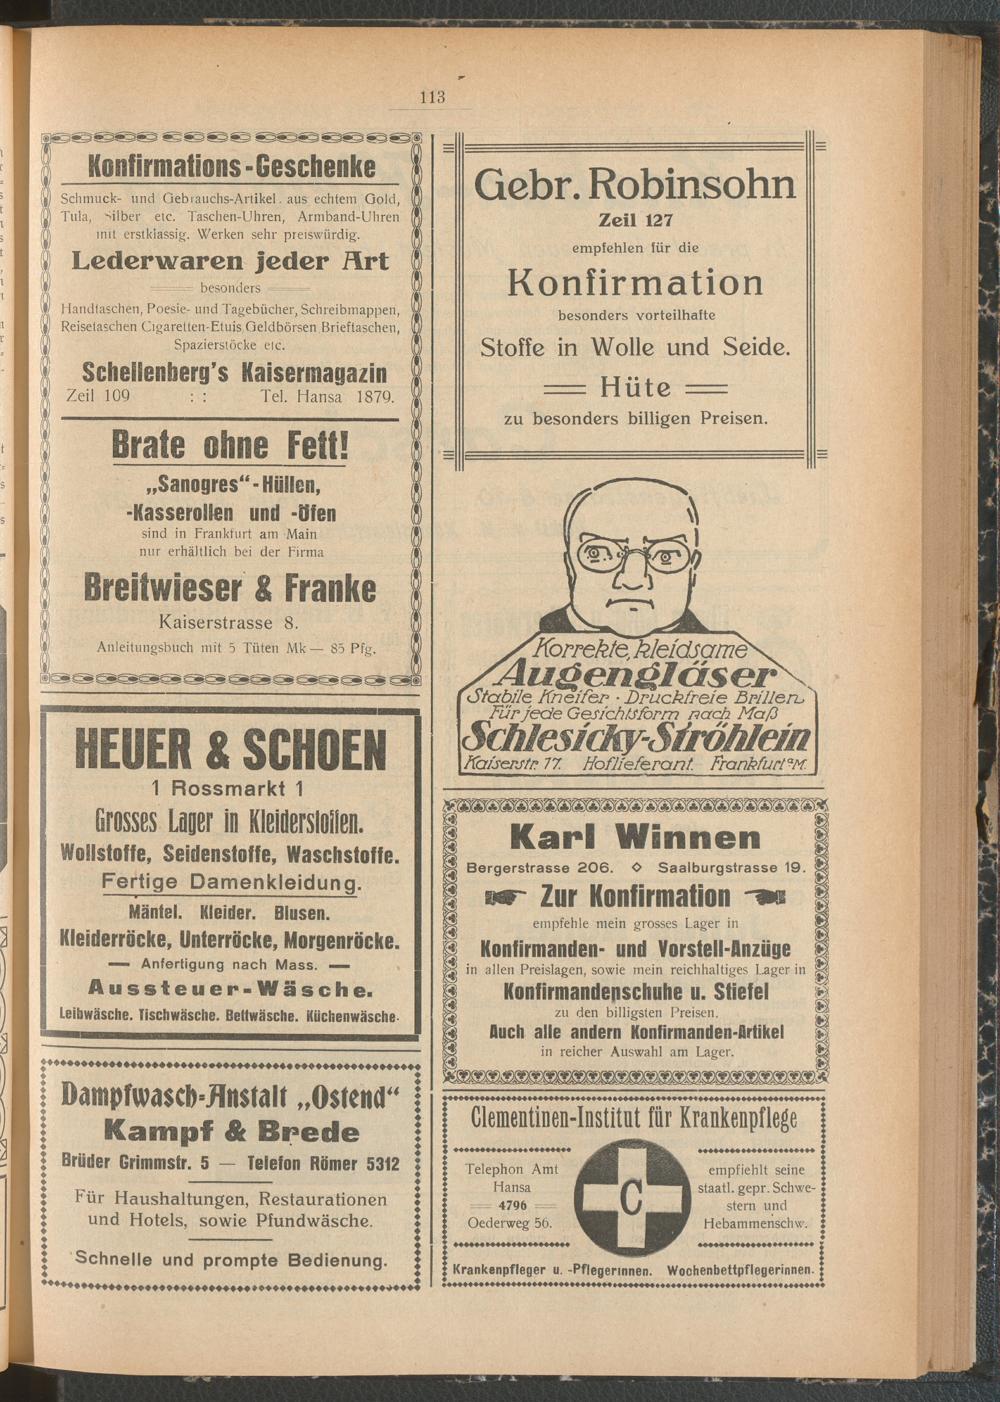 113
Konfirmations-Geschenke
Schmuck- und Gebrauchs-Artikel. aus echtem Gold,
Tula, Silber etc. Taschen-Uhren, Armband-Uhren
mit erstklassig. Werken sehr preiswürdig.
Lederwaren jeder Art
besonders
Handtaschen, Poesie- und Tagebücher, Schreibmappen,
Reisetaschen Cigaretten-Etuis, Geldbörsen Brieftaschen,
Spazierstöcke etc.
Schellenberg's Kaisermagazin
Zeil 109 : : Tel. Hansa 1879.
Brate ohne Fett!
„Sanogres“-Hüllen,
-Kasserollen und -Öfen
sind in Frankfurt am Main
nur erhältlich bei der Firma
Breitwieser & Franke
Kaiserstrasse 8.
Anleitungsbuch mit 5 Tüten Mk — 85 Pfg.
HEUER & SCHOEN
1 Rossmarkt 1
Grosses Lager in Kleiderstoffen.
Wollstoffe, Seidenstoffe, Waschstoffe.
Fertige Damenkleidung.
Mäntel. Kleider. Blusen.
Kleiderröcke, Unterröcke, Morgenröcke.
— Anfertigung nach Mass. —
Aussteuer-Wäsche.
Leibwäsche. Tischwäsche. Bettwäsche. Küchenwäsche.
Dampfwasch-Anstalt „Ostend“
Kampf & Brede
Brüder Grimmstr. 5 — Telefon Römer 5312
Für Haushaltungen, Restaurationen
und Hotels, sowie Pfundwäsche.
Schnelle und prompte Bedienung.
Gebr. Robinsohn
Zeil 127
empfehlen für die
Konfirmation
besonders vorteilhafte
Stoffe in Wolle und Seide.
Hüte
zu besonders billigen Preisen.
Korrekte, kleidsame
Augengläser
Stabile Kneifer · Druckfreie Brillen
Für jede Gesichtsform nach Maß
Schlesicky-Ströhlein
Kaiserstr. 17. Hoflieferant. Frankfurt a/M.
Karl Winnen
Bergerstrasse 206. ◇ Saalburgstrasse 19.
Zur Konfirmation
empfehle mein grosses Lager in
Konfirmanden- und Vorstell-Anzüge
in allen Preislagen, sowie mein reichhaltiges Lager in
Konfirmandenschuhe u. Stiefel
zu den billigsten Preisen.
Auch alle andern Konfirmanden-Artikel
in reicher Auswahl am Lager.
Clementinen-Institut für Krankenpflege
Telephon Amt
Hansa
4796
Oederweg 56.
C
empfiehlt seine
staatl. gepr. Schwe-
stern und
Hebammenschw.
Krankenpfleger u. -Pflegerinnen. Wochenbettpflegerinnen.